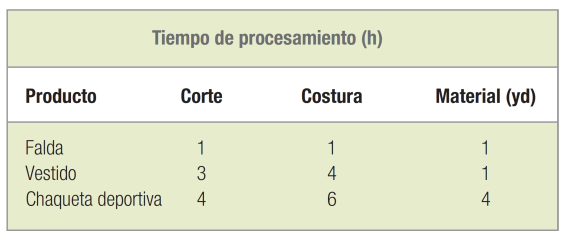 Tiempo de procesamiento (h)
Producto Corte Costura Material (yd)
Falda 1 1 1
Vestido 3 4 1
Chaqueta deportiva 4 6 4